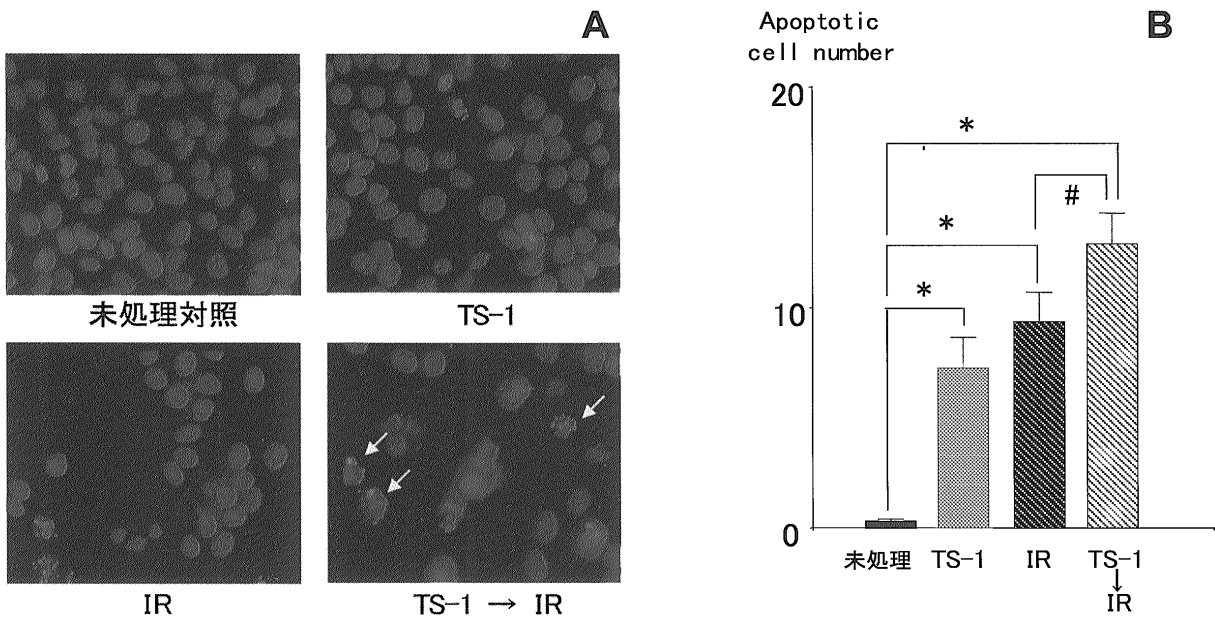 A
未処理対照
TS-1
IR
TS-1 → IR
B
Apoptotic
cell number
20
10
0
*
*
*
#
未処理
TS-1
IR
TS-1
↓
IR